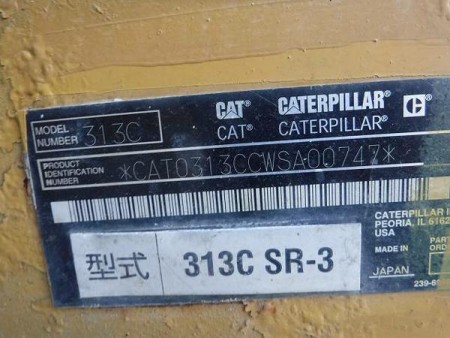 MODEL NUMBER 313C
CAT CATERPILLAR C
CAT CATERPILLAR
PRODUCT IDENTIFICATION NUMBER *CAT0313CCWSA00747*
CATERPILLAR
PEORIA, IL
USA
MADE IN
JAPAN
型式 313C SR-3